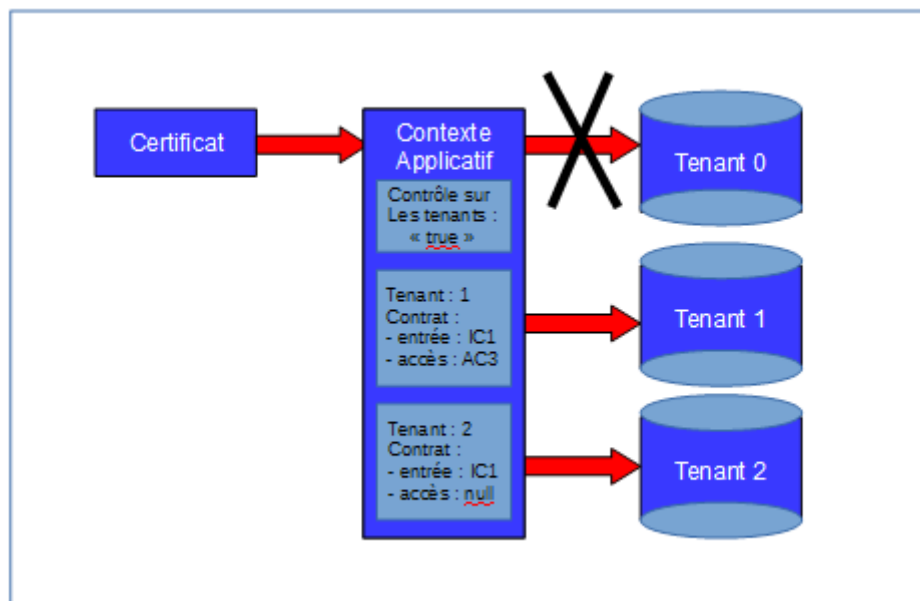 Certificat
Contexte
Applicatif
Contrôle sur
Les tenants :
« true »
Tenant : 1
Contrat :
- entrée : IC1
- accès : AC3
Tenant : 2
Contrat :
- entrée : IC1
- accès : null
Tenant 0
Tenant 1
Tenant 2